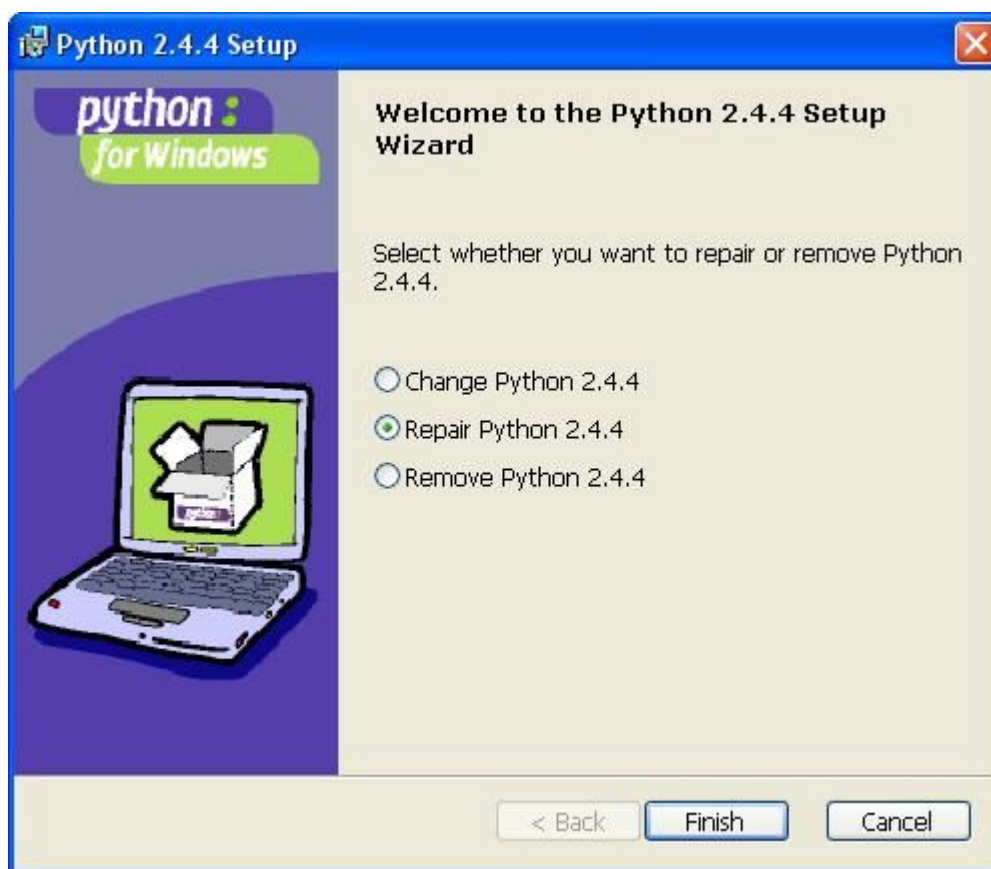 Python 2.4.4 Setup
python
for Windows
Welcome to the Python 2.4.4 Setup
Wizard
Select whether you want to repair or remove Python
2.4.4.
Change Python 2.4.4
Repair Python 2.4.4
Remove Python 2.4.4
< Back
Finish
Cancel